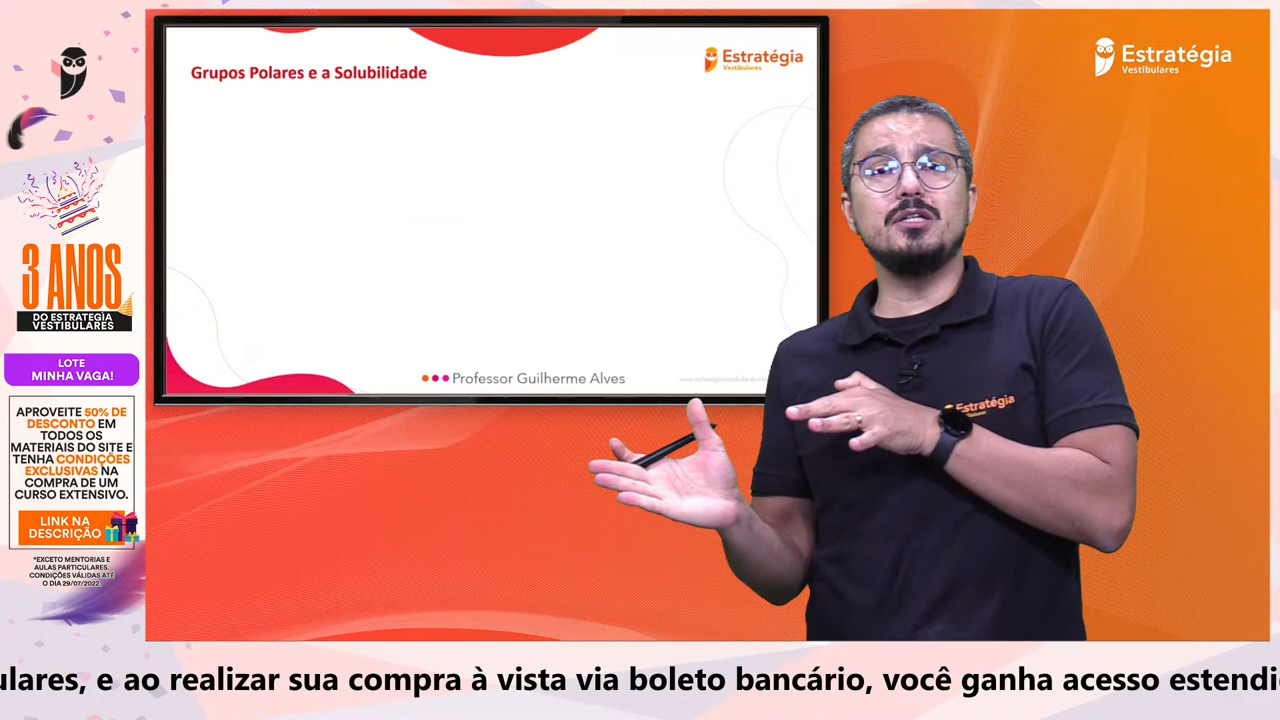 3 ANOS
DO ESTRATEGIA
VESTIBULARES
LOTE
MINHA VAGA!
APROVEITE 50% DE
DESCONTO EM
TODOS OS
MATERIAIS DO SITE E
TENHA CONDIÇÕES
EXCLUSIVAS NA
COMPRA DE UM
CURSO EXTENSIVO.
LINK NA
DESCRIÇÃO
*EXCETO MENTORIAS E
AULAS PARTICULARES.
CONDIÇÕES VÁLIDAS ATÉ
O DIA 29/07/2022.
Grupos Polares e a Solubilidade
Estratégia
Vestibulares
Professor Guilherme Alves
Estratégia
Vestibulares
Estratégia
ulares, e ao realizar sua compra à vista via boleto bancário, você ganha acesso estendi